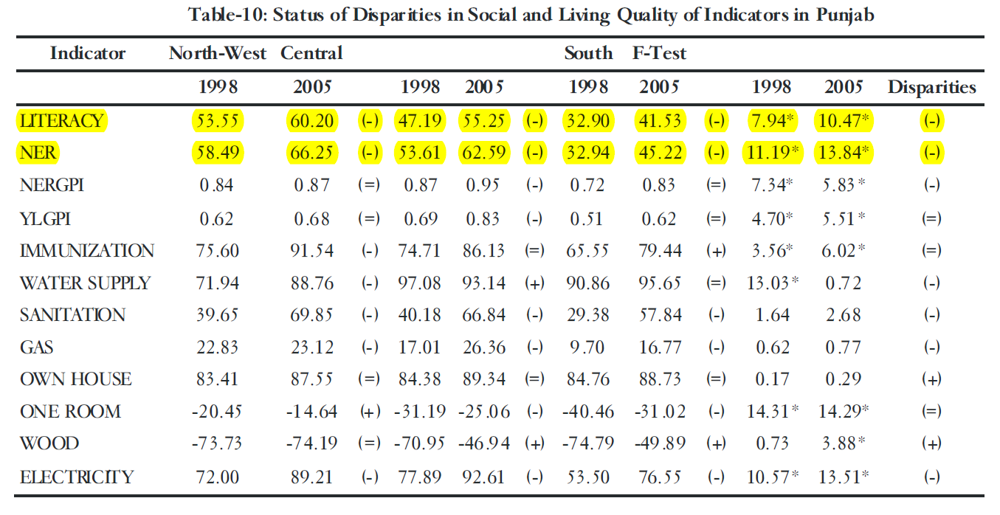 Table-10: Status of Disparities in Social and Living Quality of Indicators in Punjab
Indicator North-West Central South F-Test
1998 2005 1998 2005 1998 2005 1998 2005 Disparities
LITERACY 53.55 60.20 (-) 47.19 55.25 (-) 32.90 41.53 (-) 7.94* 10.47* (-)
NER 58.49 66.25 (-) 53.61 62.59 (-) 32.94 45.22 (-) 11.19* 13.84* (-)
NERGPI 0.84 0.87 (=) 0.87 0.95 (-) 0.72 0.83 (=) 7.34* 5.83* (-)
YLGPI 0.62 0.68 (=) 0.69 0.83 (-) 0.51 0.62 (=) 4.70* 5.51* (=)
IMMUNIZATION 75.60 91.54 (-) 74.71 86.13 (=) 65.55 79.44 (+) 3.56* 6.02* (=)
WATER SUPPLY 71.94 88.76 (-) 97.08 93.14 (+) 90.86 95.65 (=) 13.03* 0.72 (-)
SANITATION 39.65 69.85 (-) 40.18 66.84 (-) 29.38 57.84 (-) 1.64 2.68 (-)
GAS 22.83 23.12 (-) 17.01 26.36 (-) 9.70 16.77 (-) 0.62 0.77 (-)
OWN HOUSE 83.41 87.55 (=) 84.38 89.34 (=) 84.76 88.73 (=) 0.17 0.29 (+)
ONE ROOM -20.45 -14.64 (+) -31.19 -25.06 (-) -40.46 -31.02 (-) 14.31* 14.29* (=)
WOOD -73.73 -74.19 (=) -70.95 -46.94 (+) -74.79 -49.89 (+) 0.73 3.88* (+)
ELECTRICITY 72.00 89.21 (-) 77.89 92.61 (-) 53.50 76.55 (-) 10.57* 13.51* (-)